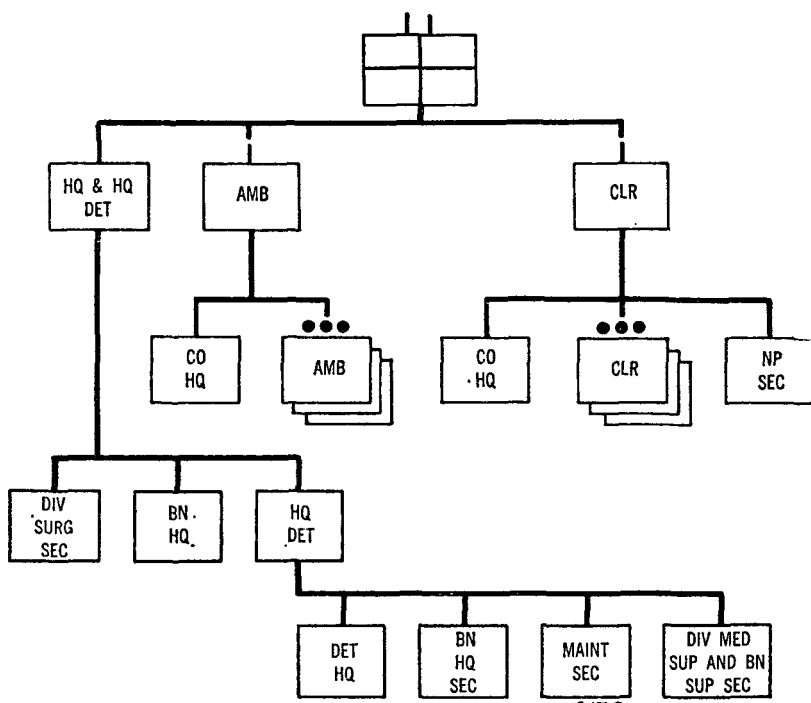 HQ & HQ
DET
AMB
CLR
CO
HQ
AMB
CO
HQ
CLR
NP
SEC
DIV
SURG
SEC
BN
HQ
HQ
DET
DET
HQ
BN
HQ
SEC
MAINT
SEC
DIV MED
SUP AND BN
SUP SEC